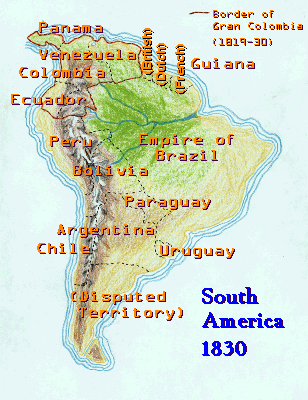 Border of
Gran Colombia
(1819-30)
Panama
Venezuela
Colombia
(British)
(Dutch)
(French)
Guiana
Ecuador
Peru
Empire of
Brazil
Bolivia
Paraguay
Argentina
Chile
Uruguay
(Disputed
Territory)
South
America
1830